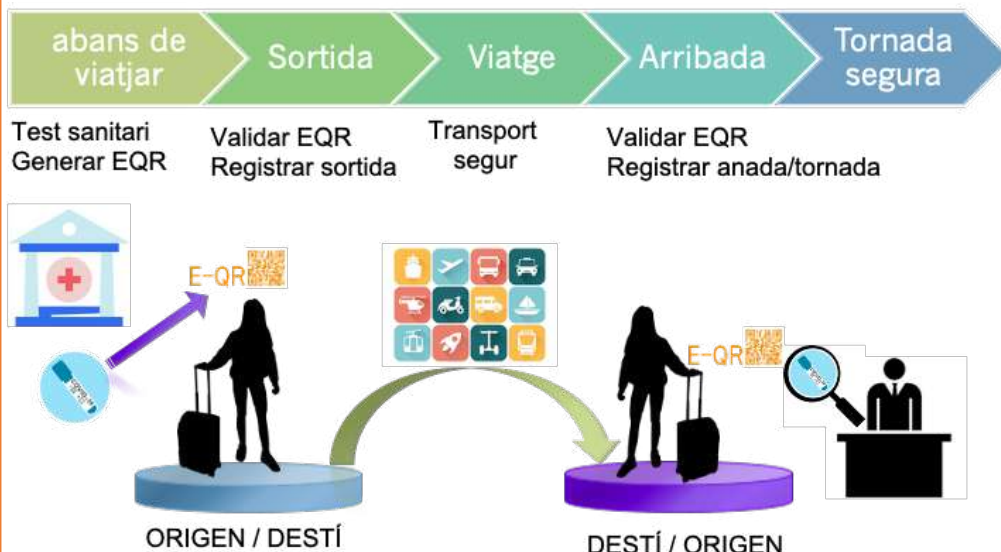 abans de
viatjar
Sortida
Viatge
Arribada
Tornada
segura
Test sanitari
Generar EQR
Validar EQR
Registrar sortida
Transport
segur
Validar EQR
Registrar anada/tornada
E-QR
E-QR
ORIGEN / DESTÍ
DESTÍ / ORIGEN